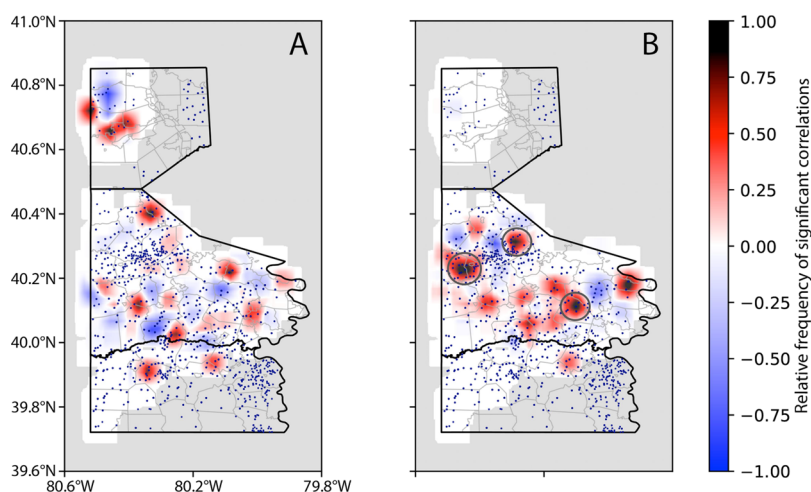 41.0°N
40.8°N
40.6°N
40.4°N
40.2°N
40.0°N
39.8°N
39.6°N
80.6°W 80.2°W 79.8°W
A
B
1.00
0.75
0.50
0.25
0.00
−0.25
−0.50
−0.75
−1.00
Relative frequency of significant correlations